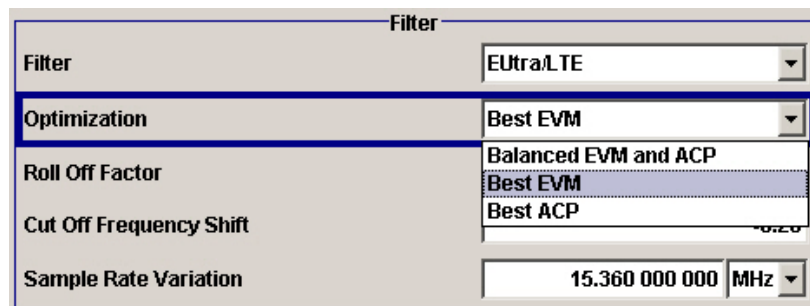 Filter
Filter EUtra/LTE
Optimization Best EVM
Balanced EVM and ACP
Roll Off Factor Best EVM
Best ACP
Cut Off Frequency Shift
Sample Rate Variation 15.360 000 000 MHz